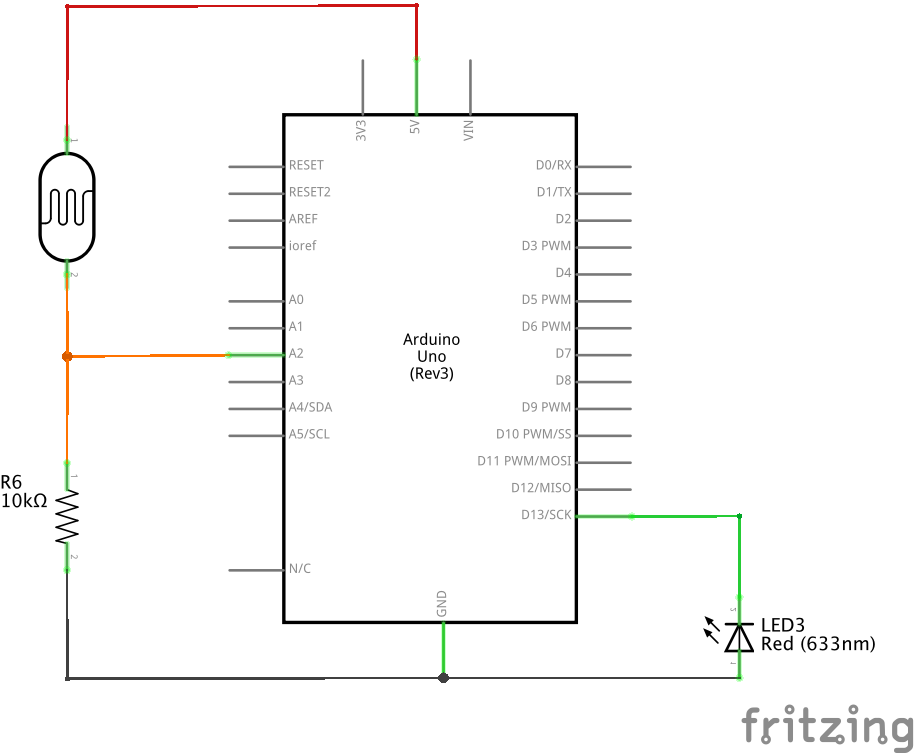 3V3
5V
VIN
RESET
RESET2
AREF
ioref
A0
A1
A2
A3
A4/SDA
A5/SCL
N/C
D0/RX
D1/TX
D2
D3 PWM
D4
D5 PWM
D6 PWM
D7
D8
D9 PWM
D10 PWM/SS
D11 PWM/MOSI
D12/MISO
D13/SCK
Arduino
Uno
(Rev3)
GND
1
2
R6
10kΩ
1
2
LED3
Red (633nm)
fritzing